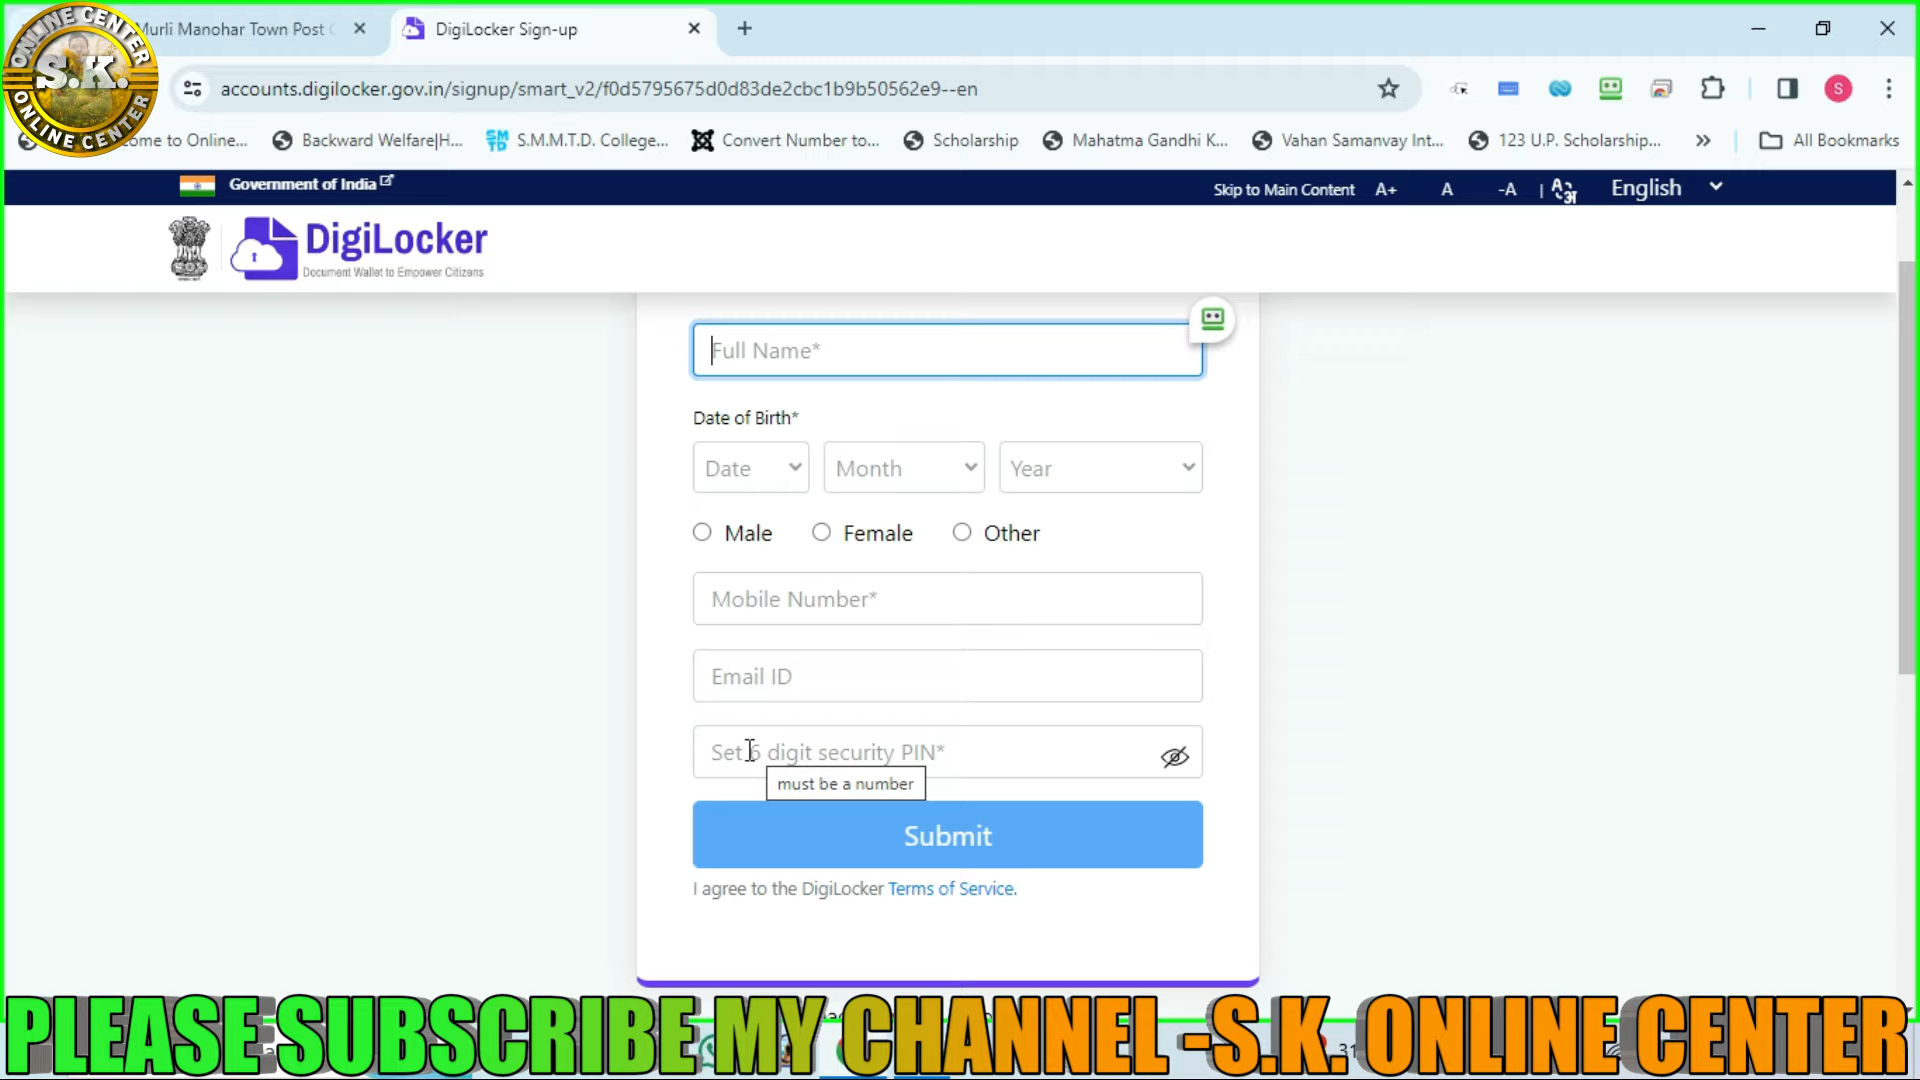 ONLINE CENTER
S.K.
ONLINE CENTER
Murli Manohar Town Post
DigiLocker Sign-up
accounts.digilocker.gov.in/signup/smart_v2/f0d5795675d0d83de2cbc1b9b50562e9--en
S
come to Online...
Backward Welfare|H...
S.M.M.T.D. College...
Convert Number to...
Scholarship
Mahatma Gandhi K...
Vahan Samanvay Int...
123 U.P. Scholarship...
All Bookmarks
Government of India
Skip to Main Content
A+
A
-A
English
DigiLocker
Document Wallet to Empower Citizens
Full Name*
Date of Birth*
Date
Month
Year
Male
Female
Other
Mobile Number*
Email ID
Set 6 digit security PIN*
must be a number
Submit
I agree to the DigiLocker Terms of Service.
PLEASE SUBSCRIBE MY CHANNEL -S.K. ONLINE CENTER